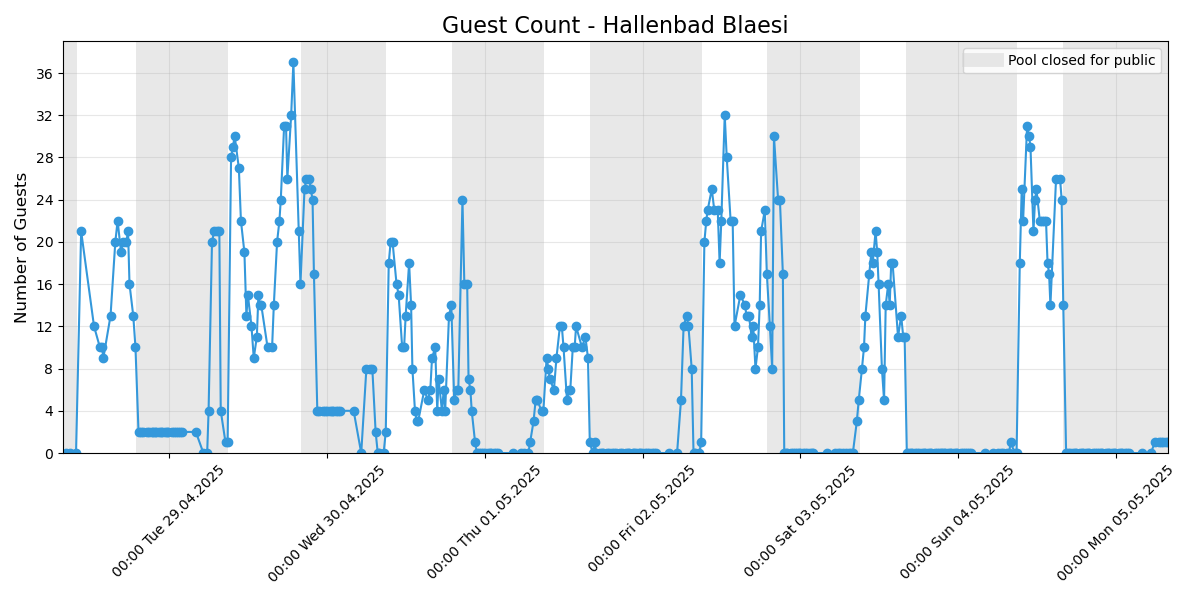 Guest Count - Hallenbad Blaesi
Pool closed for public
Number of Guests
36
32
28
24
20
16
12
8
4
0
00:00 Tue 29.04.2025
00:00 Wed 30.04.2025
00:00 Thu 01.05.2025
00:00 Fri 02.05.2025
00:00 Sat 03.05.2025
00:00 Sun 04.05.2025
00:00 Mon 05.05.2025